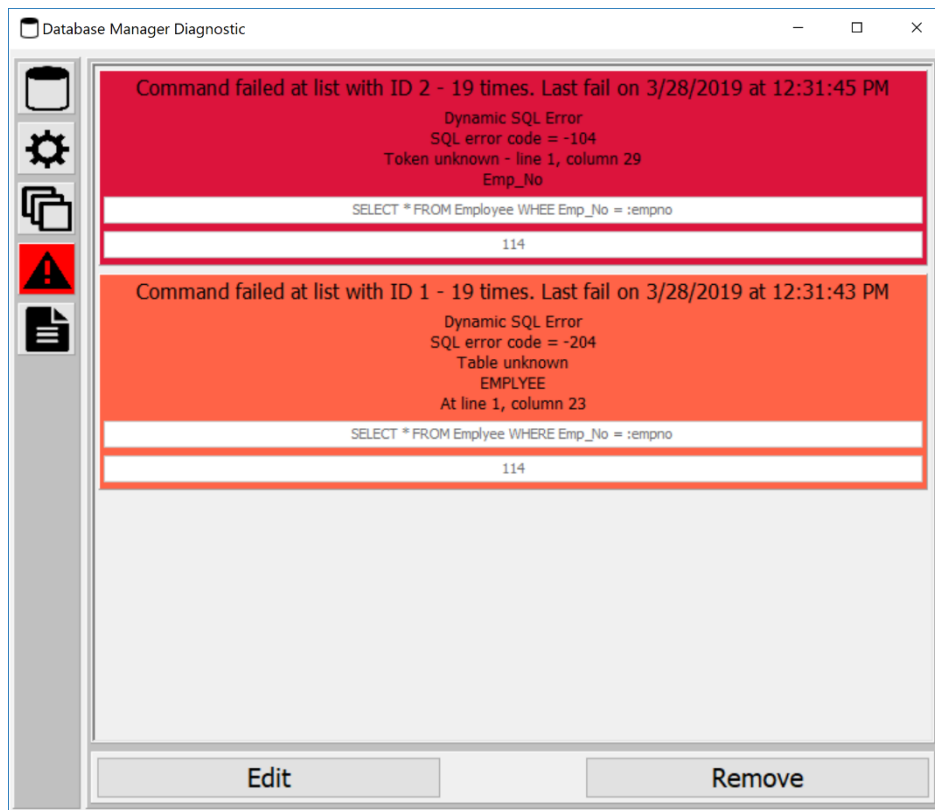 Database Manager Diagnostic
Command failed at list with ID 2 - 19 times. Last fail on 3/28/2019 at 12:31:45 PM
Dynamic SQL Error
SQL error code = -104
Token unknown - line 1, column 29
Emp_No
SELECT * FROM Employee WHEE Emp_No = :empno
114
Command failed at list with ID 1 - 19 times. Last fail on 3/28/2019 at 12:31:43 PM
Dynamic SQL Error
SQL error code = -204
Table unknown
EMPLYEE
At line 1, column 23
SELECT * FROM Emplyee WHERE Emp_No = :empno
114
Edit
Remove